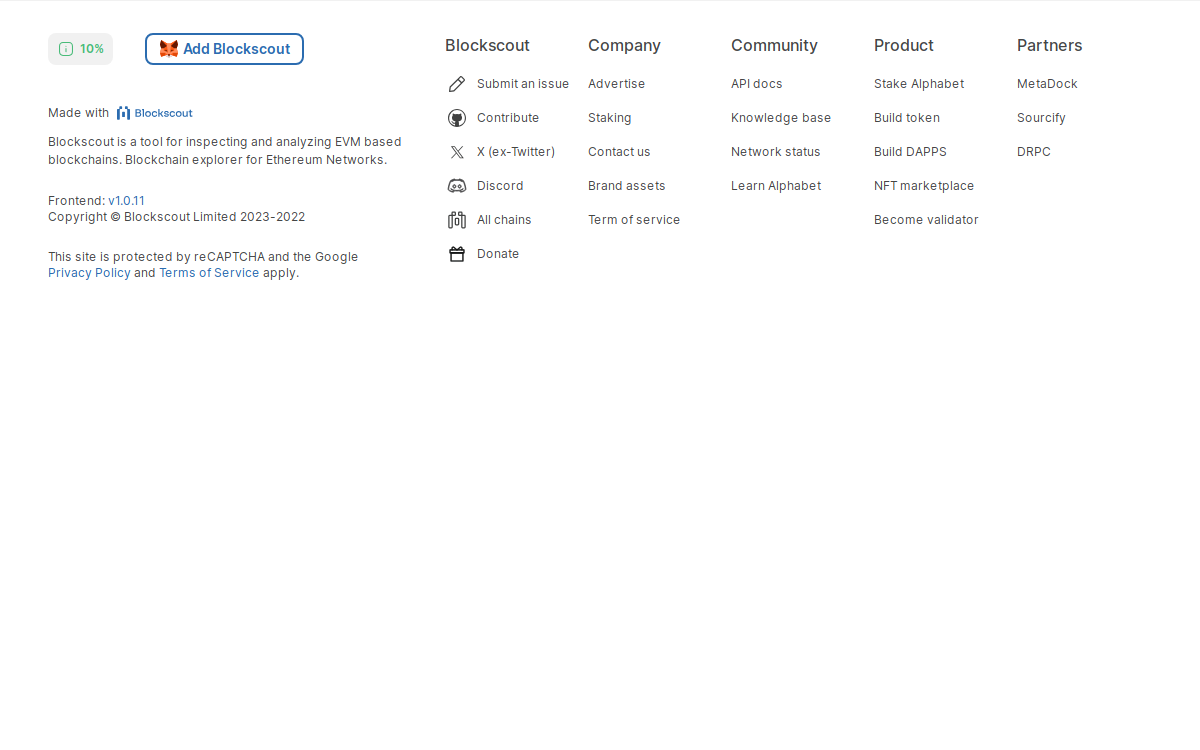 10%
Add Blockscout
Made with Blockscout
Blockscout is a tool for inspecting and analyzing EVM based
blockchains. Blockchain explorer for Ethereum Networks.
Frontend: v1.0.11
Copyright © Blockscout Limited 2023-2022
This site is protected by reCAPTCHA and the Google
Privacy Policy and Terms of Service apply.
Blockscout
Submit an issue
Contribute
X (ex-Twitter)
Discord
All chains
Donate
Company
Advertise
Staking
Contact us
Brand assets
Term of service
Community
API docs
Knowledge base
Network status
Learn Alphabet
Product
Stake Alphabet
Build token
Build DAPPS
NFT marketplace
Become validator
Partners
MetaDock
Sourcify
DRPC